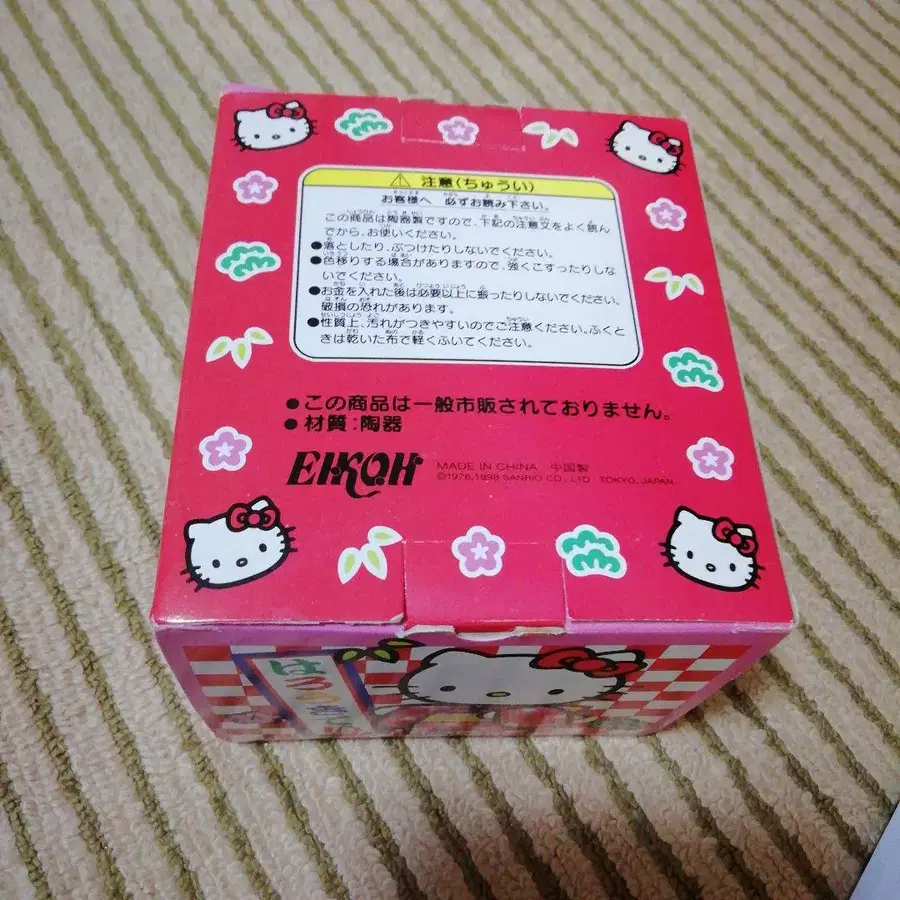 ⚠ 注意(ちゅうい)
お客様へ 必ずお読み下さい。
この商品は陶器製ですので、下記の注意文をよく読ん
でから、お使いください。
●落としたり、ぶつけたりしないでください。
●色移りする場合がありますので、強くこすったりしな
いでください。
●お金を入れた後は必要以上に振ったりしないでください。
破損の恐れがあります。
●性質上、汚れがつきやすいのでご注意ください。ふくと
きは乾いた布で軽くふいてください。
●この商品は一般市販されておりません。
●材質:陶器
EIKOH
MADE IN CHINA 中国製
©1976,1998 SANRIO CO., LTD TOKYO, JAPAN